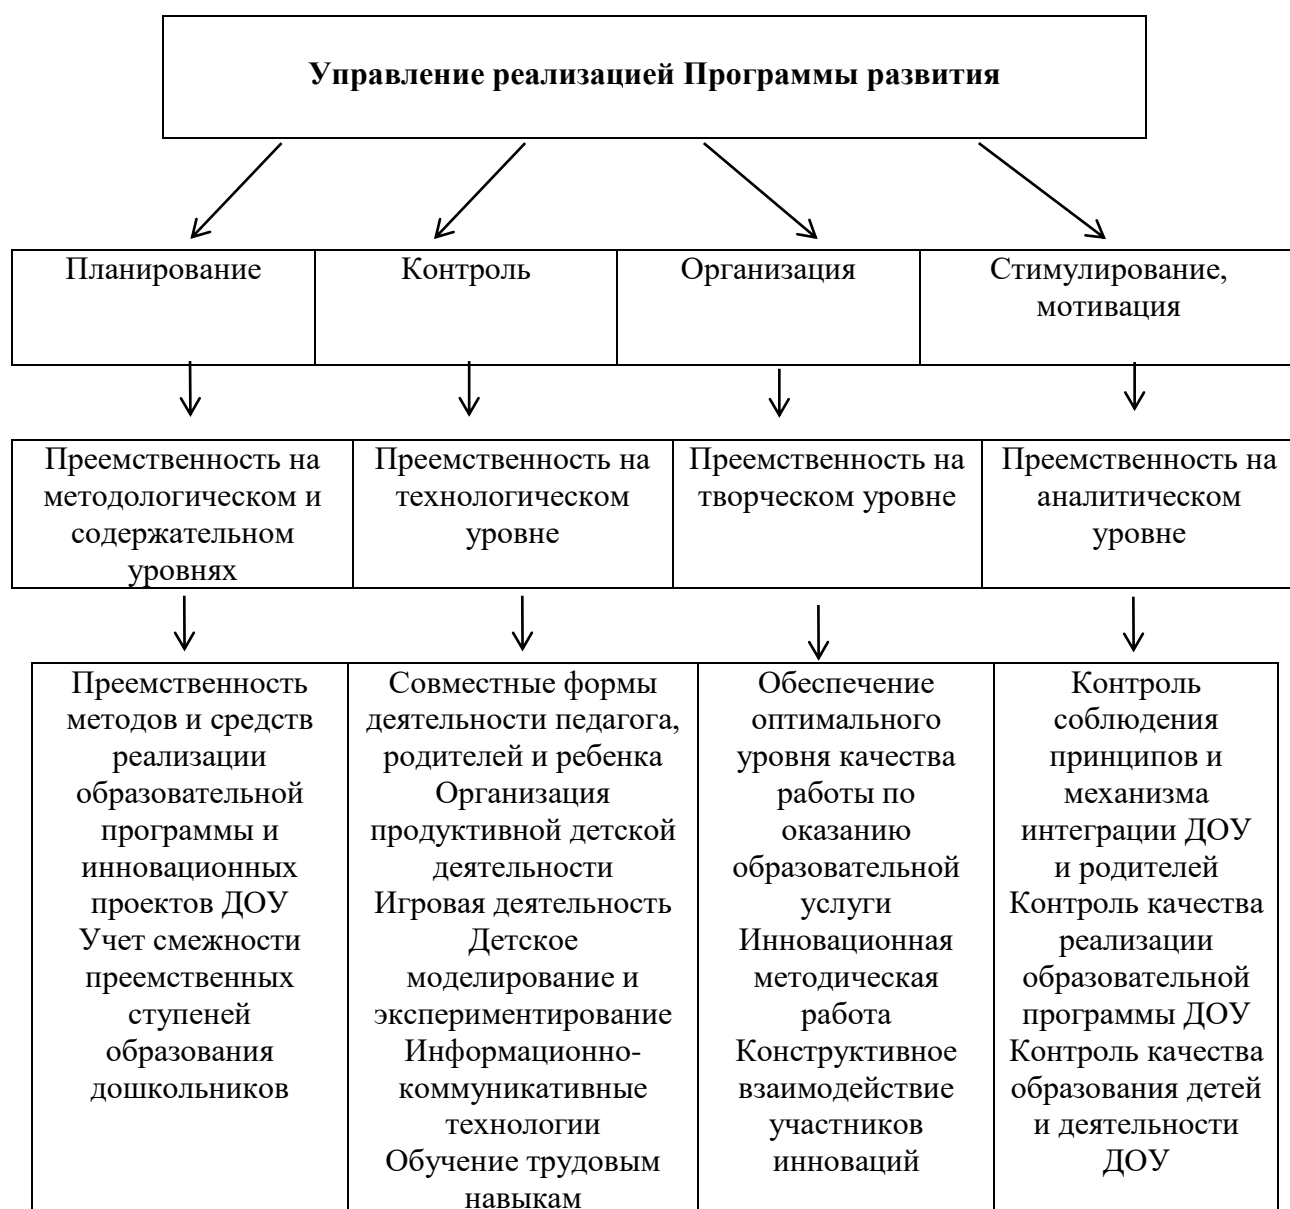 Управление реализацией Программы развития
Планирование
Контроль
Организация
Стимулирование,
мотивация
Преемственность на
методологическом и
содержательном
уровнях
Преемственность на
технологическом
уровне
Преемственность на
творческом уровне
Преемственность на
аналитическом
уровне
Преемственность
методов и средств
реализации
образовательной
программы и
инновационных
проектов ДОУ
Учет смежности
преемственных
ступеней
образования
дошкольников
Совместные формы
деятельности педагога,
родителей и ребенка
Организация
продуктивной детской
деятельности
Игровая деятельность
Детское
моделирование и
экспериментирование
Информационно-
коммуникативные
технологии
Обучение трудовым
навыкам
Обеспечение
оптимального
уровня качества
работы по
оказанию
образовательной
услуги
Инновационная
методическая
работа
Конструктивное
взаимодействие
участников
инноваций
Контроль
соблюдения
принципов и
механизма
интеграции ДОУ
и родителей
Контроль качества
реализации
образовательной
программы ДОУ
Контроль качества
образования детей
и деятельности
ДОУ